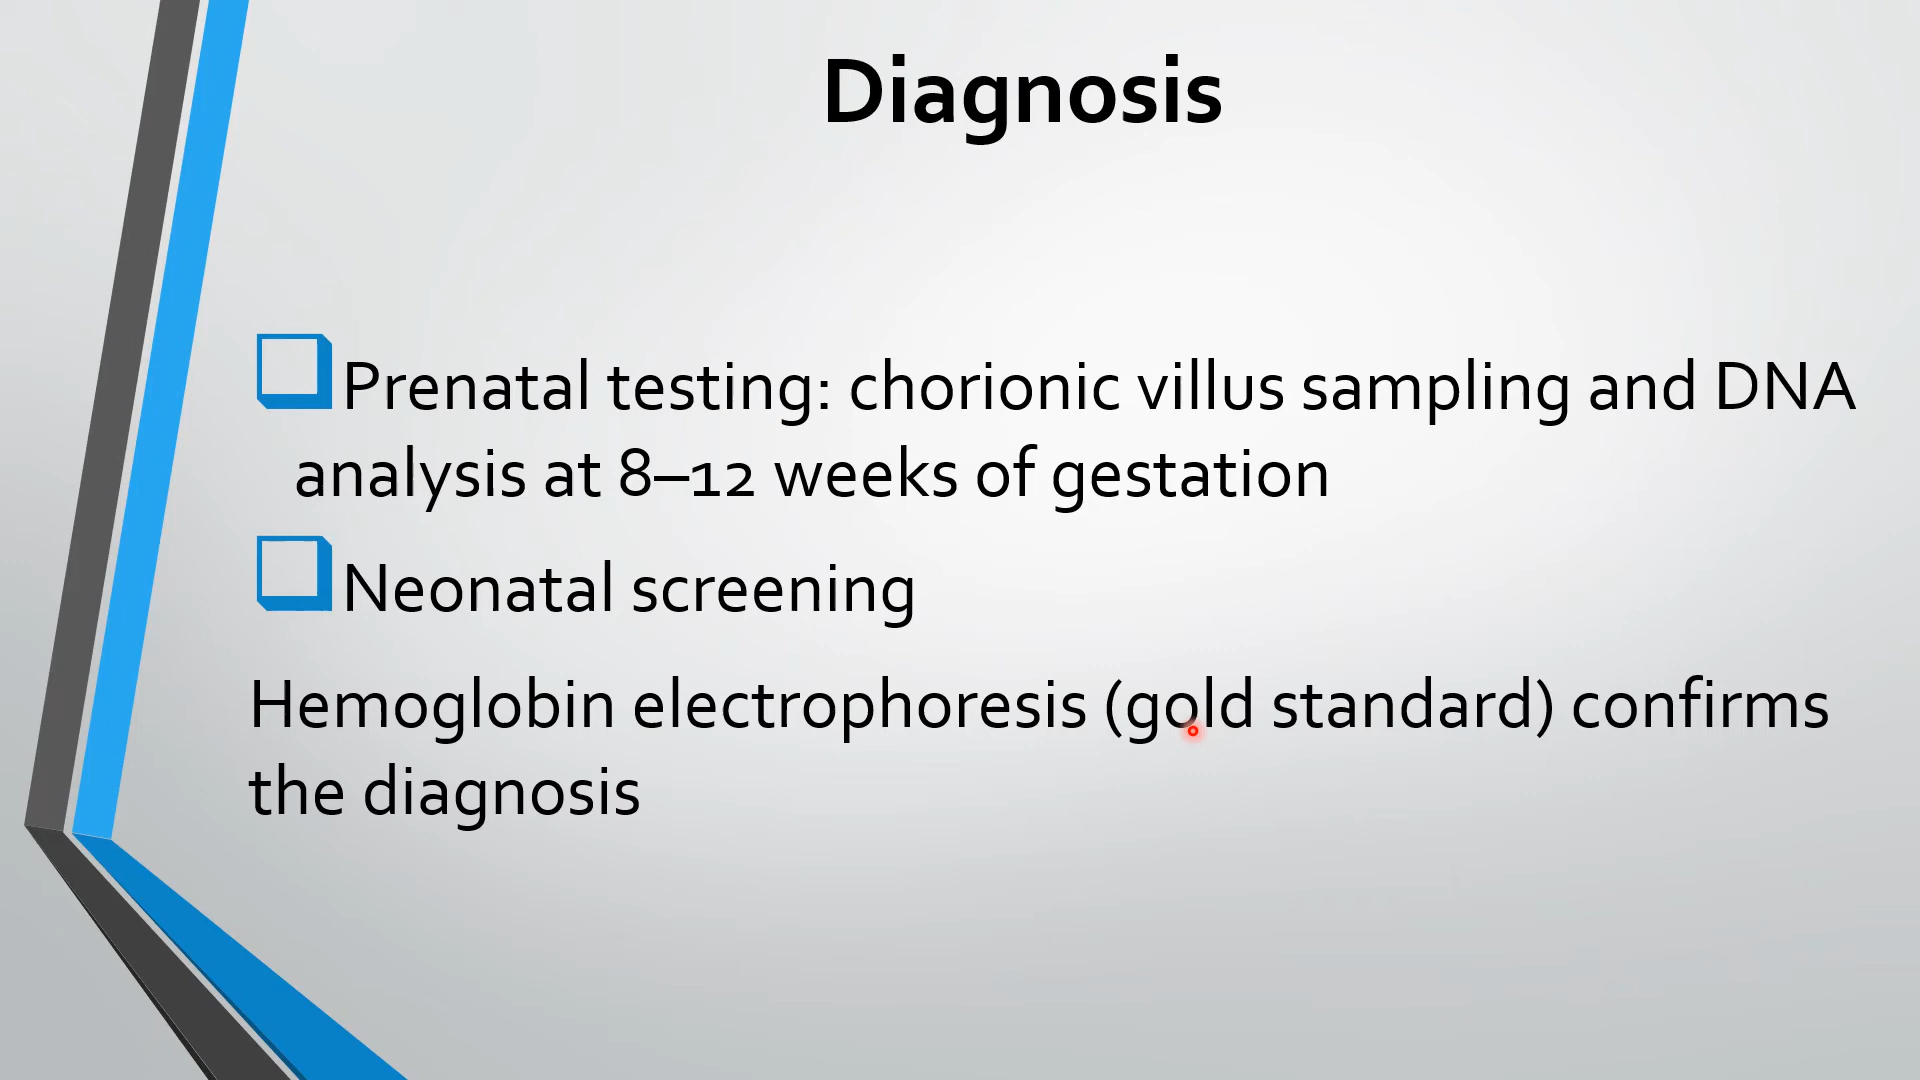 Diagnosis
Prenatal testing: chorionic villus sampling and DNA
analysis at 8–12 weeks of gestation
Neonatal screening
Hemoglobin electrophoresis (gold standard) confirms
the diagnosis